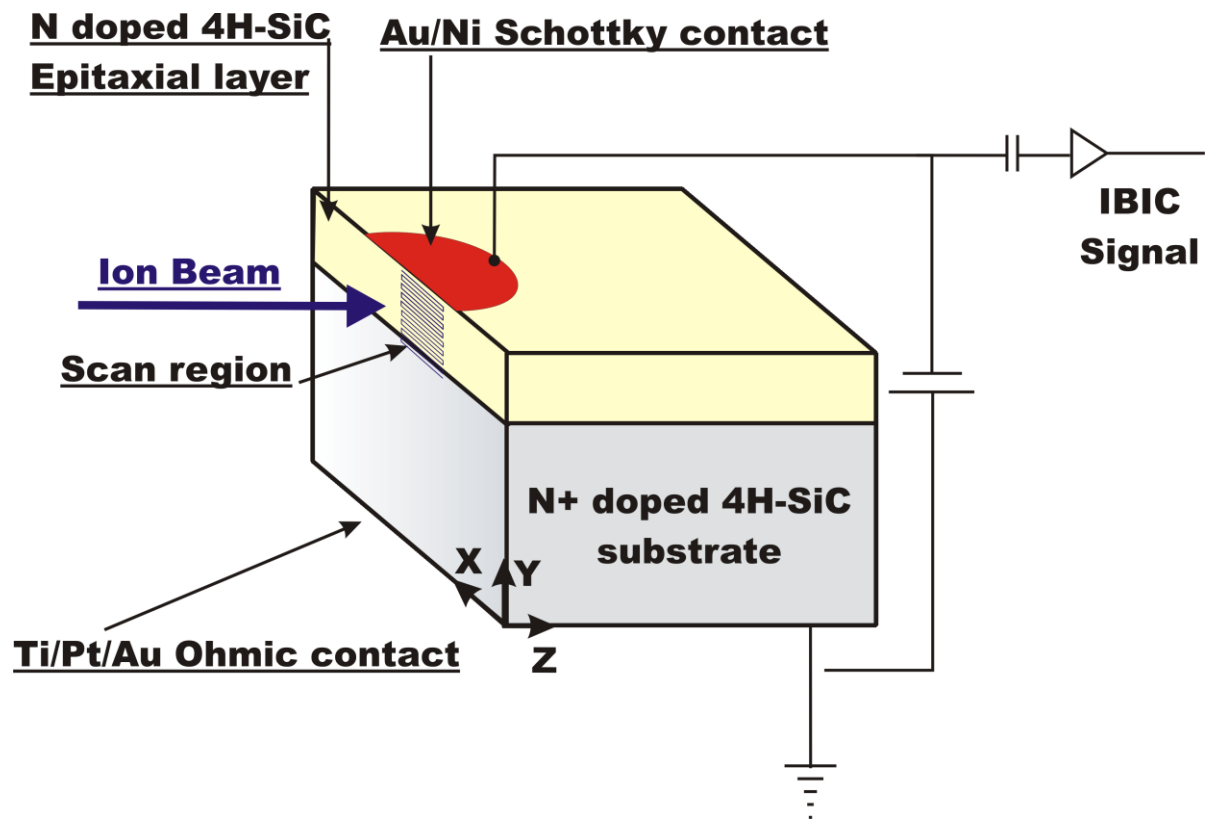 N doped 4H-SiC
Epitaxial layer
Au/Ni Schottky contact
IBIC
Signal
Ion Beam
Scan region
N+ doped 4H-SiC
substrate
X
Y
Z
Ti/Pt/Au Ohmic contact